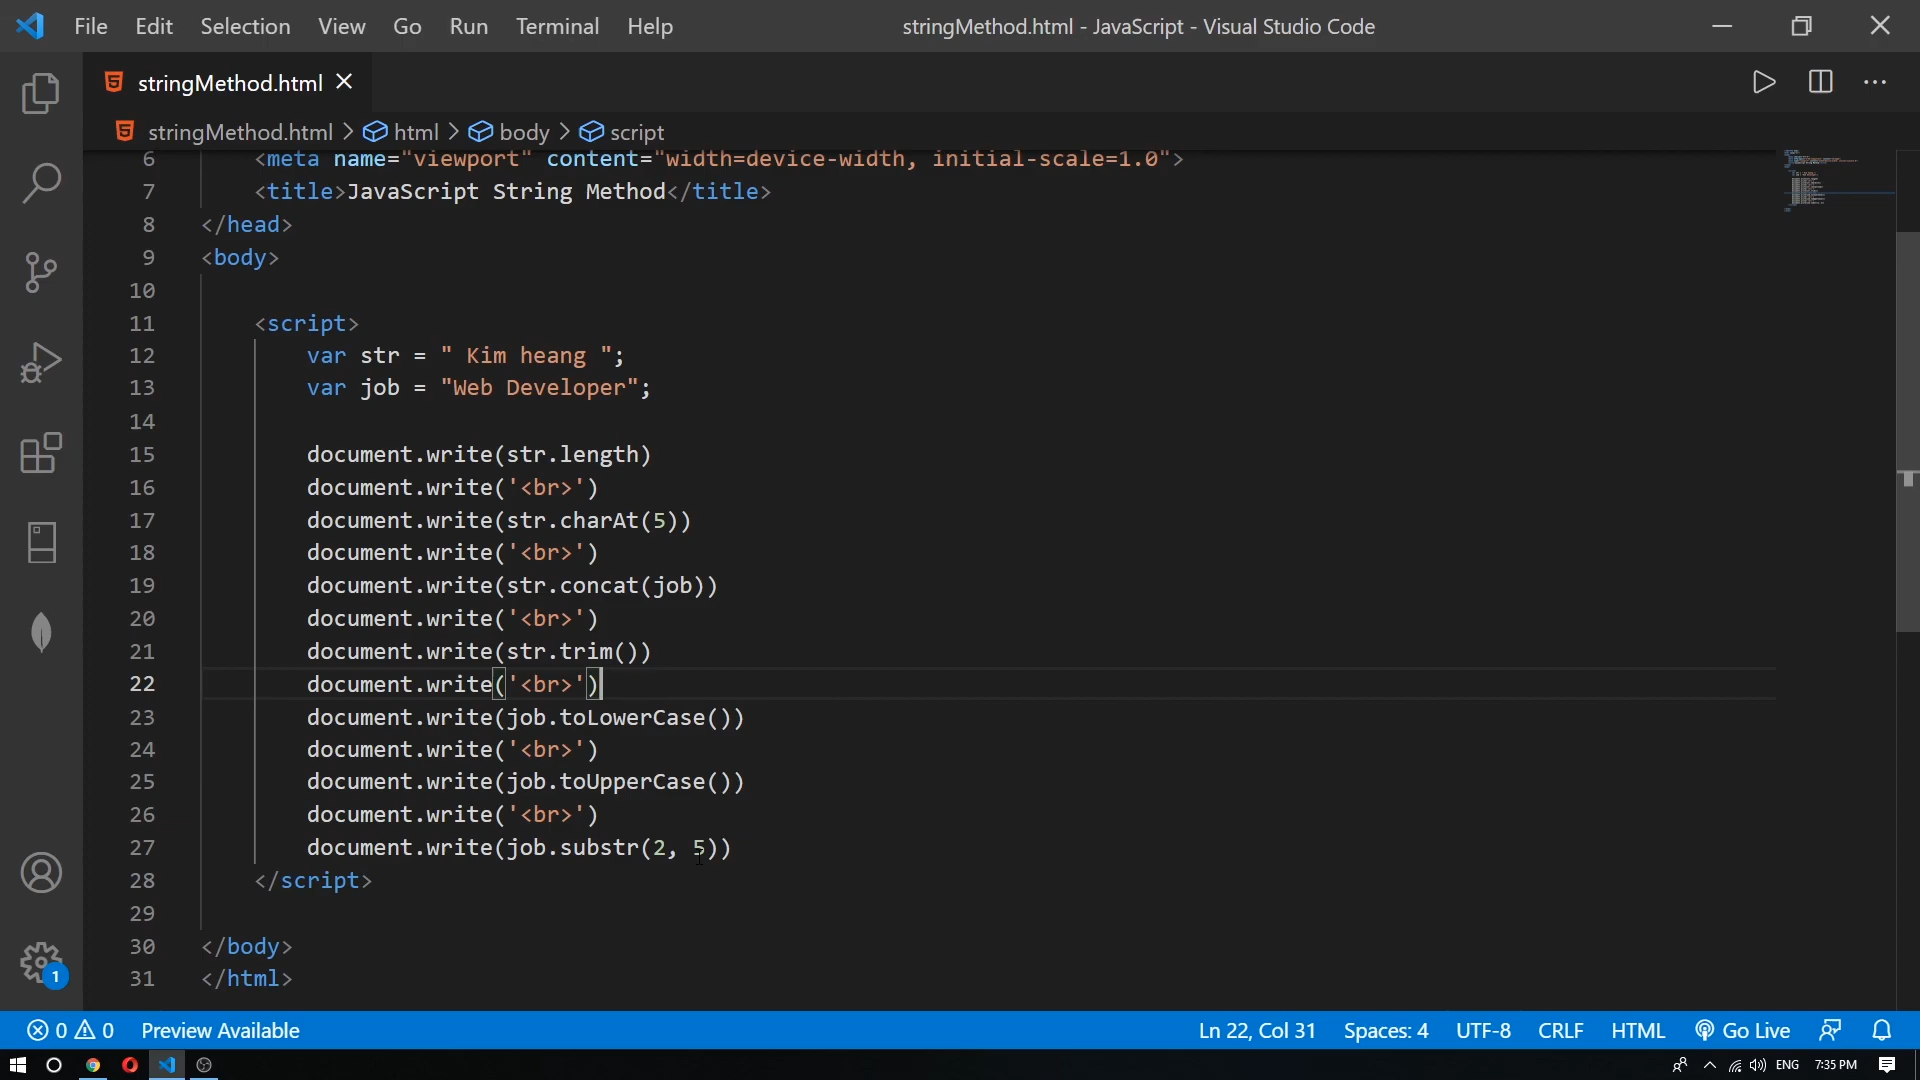 File Edit Selection View Go Run Terminal Help stringMethod.html - JavaScript - Visual Studio Code
stringMethod.html
stringMethod.html > html > body > script
6 <meta name="viewport" content="width=device-width, initial-scale=1.0">
7 <title>JavaScript String Method</title>
8 </head>
9 <body>
10
11 <script>
12 var str = " Kim heang ";
13 var job = "Web Developer";
14
15 document.write(str.length)
16 document.write('<br>')
17 document.write(str.charAt(5))
18 document.write('<br>')
19 document.write(str.concat(job))
20 document.write('<br>')
21 document.write(str.trim())
22 document.write('<br>')
23 document.write(job.toLowerCase())
24 document.write('<br>')
25 document.write(job.toUpperCase())
26 document.write('<br>')
27 document.write(job.substr(2, 5))
28 </script>
29
30 </body>
31 </html>
1
0 0 Preview Available Ln 22, Col 31 Spaces: 4 UTF-8 CRLF HTML Go Live
ENG 7:35 PM